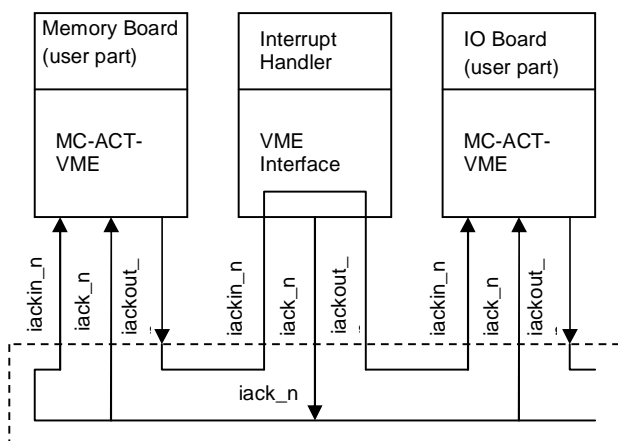 Memory Board
(user part)
Interrupt
Handler
IO Board
(user part)
MC-ACT-
VME
VME
Interface
MC-ACT-
VME
iackin_n
iack_n
iackout_
iackin_n
iack_n
iackout_
iackin_n
iack_n
iackout_
iack_n